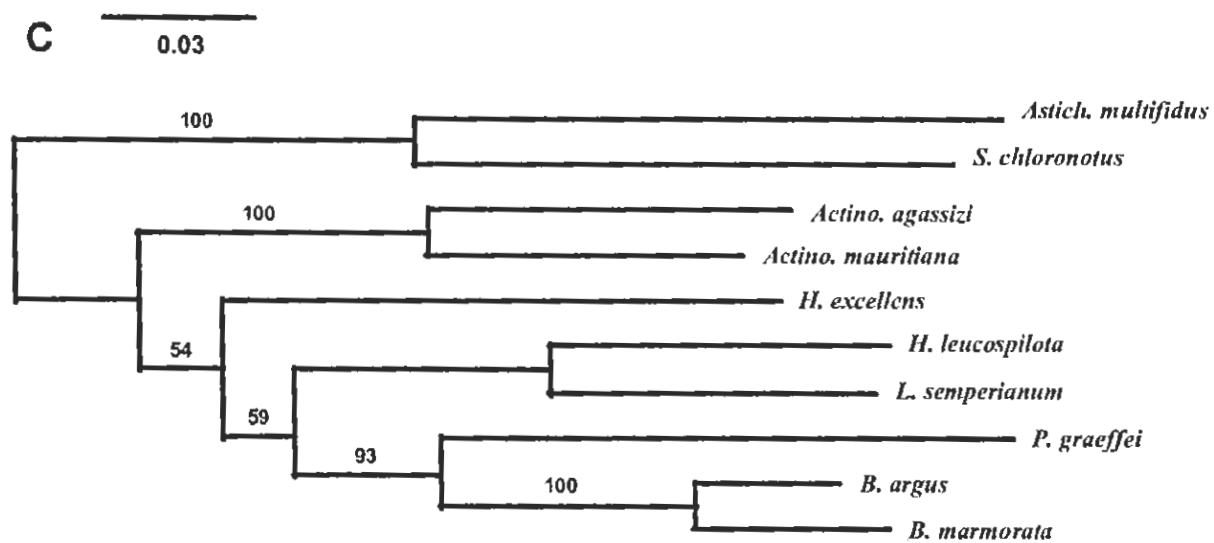 C
0.03
100
Astich. multifidus
S. chloronotus
100
Actino. agassizi
Actino. mauritiana
H. excellens
54
H. leucospilota
L. semperianum
59
P. graeffei
93
100
B. argus
B. marmorata